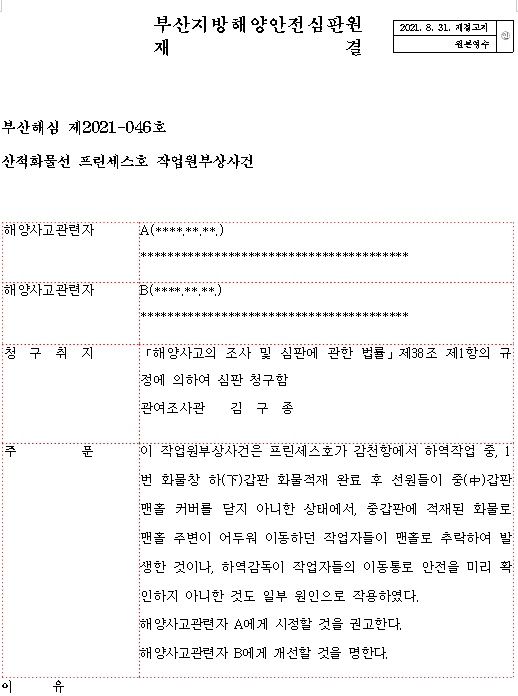 부산지방해양안전심판원
재 결
2021. 8. 31. 재결고지
원본영수
부산해심 제2021-046호
산적화물선 프린세스호 작업원부상사건
해양사고관련자 A(****.**.**.)
****************************************
해양사고관련자 B(****.**.**.)
****************************************
청 구 취 지 「해양사고의 조사 및 심판에 관한 법률」제38조 제1항의 규
정에 의하여 심판 청구함
관여조사관 김 구 종
주 문 이 작업원부상사건은 프린세스호가 감천항에서 하역작업 중, 1
번 화물창 하(下)갑판 화물적재 완료 후 선원들이 중(中)갑판
맨홀 커버를 닫지 아니한 상태에서, 중갑판에 적재된 화물로
맨홀 주변이 어두워 이동하던 작업자들이 맨홀로 추락하여 발
생한 것이나, 하역감독이 작업자들의 이동통로 안전을 미리 확
인하지 아니한 것도 일부 원인으로 작용하였다.
해양사고관련자 A에게 시정할 것을 권고한다.
해양사고관련자 B에게 개선할 것을 명한다.
이 유